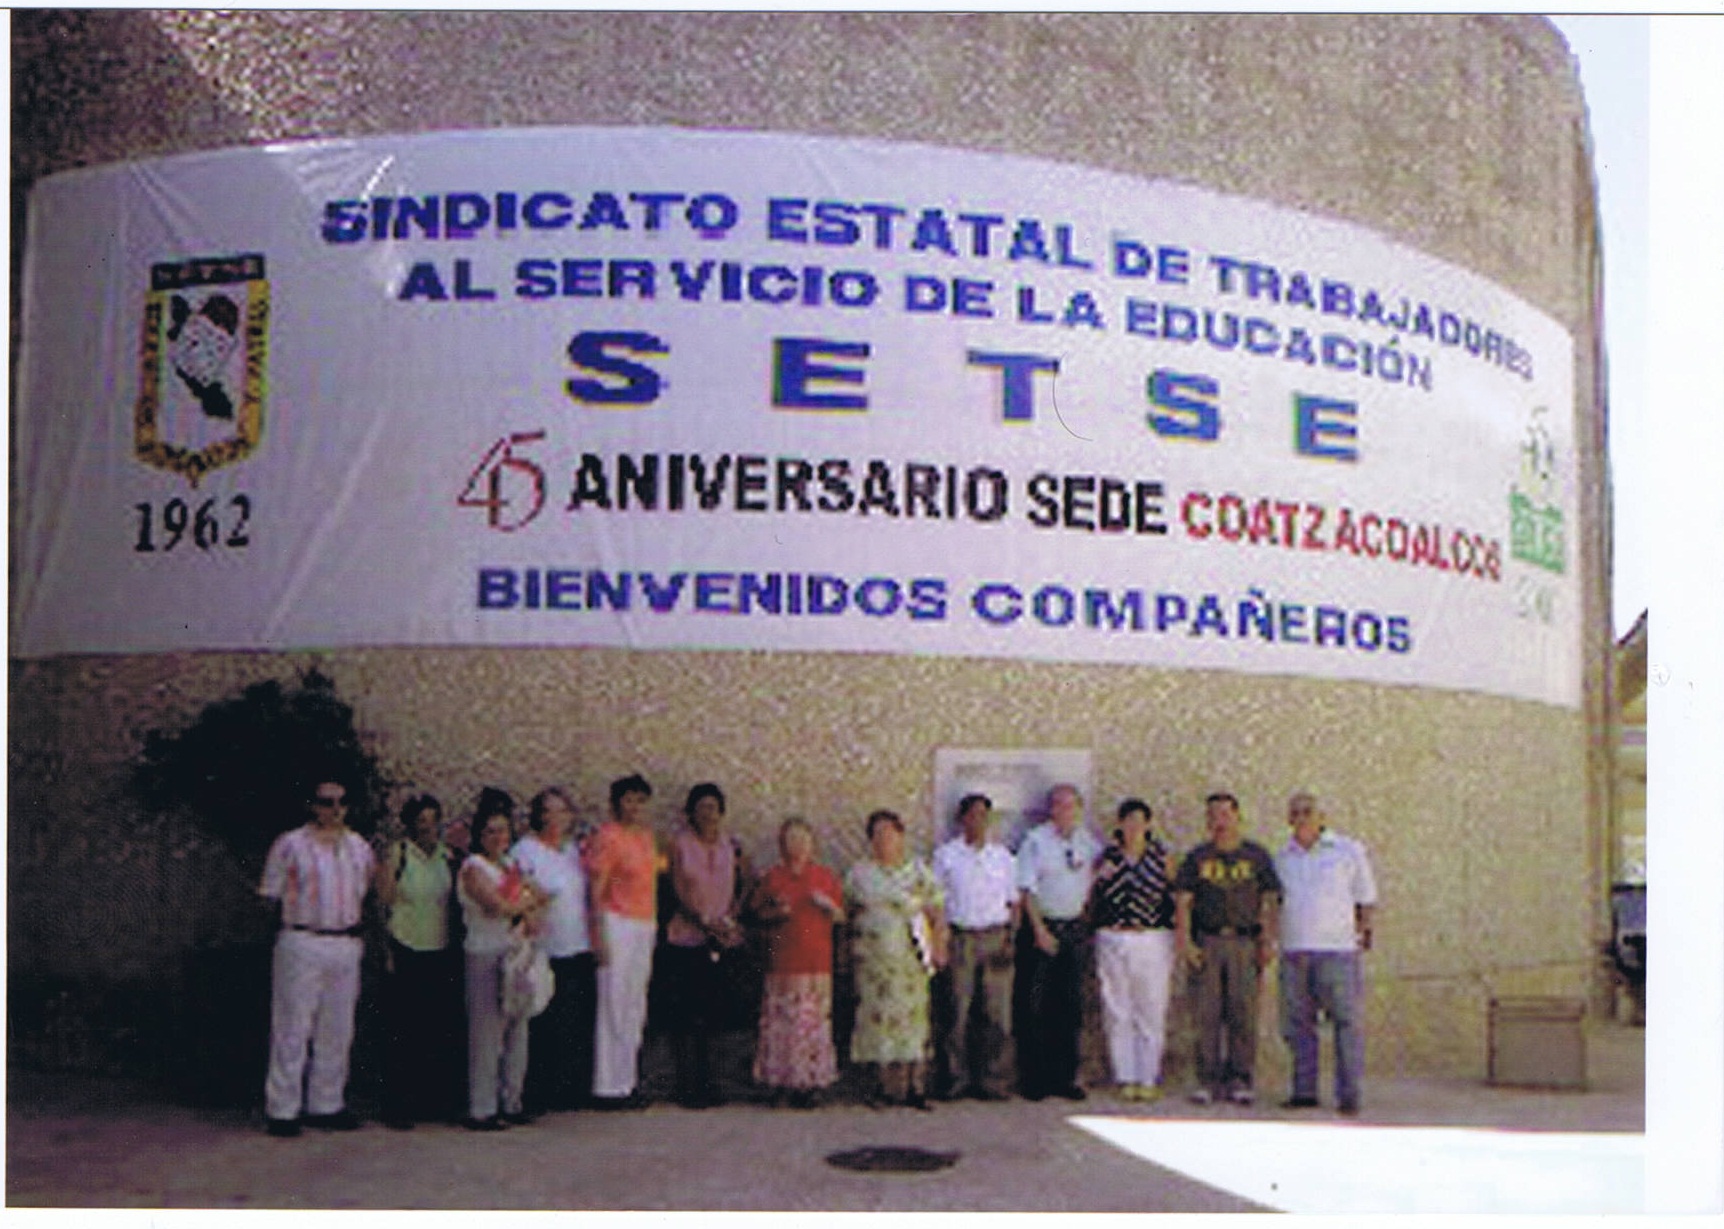 SINDICATO ESTATAL DE TRABAJADORES
AL SERVICIO DE LA EDUCACIÓN
S E T S E
45 ANIVERSARIO SEDE COATZACOALCOS
BIENVENIDOS COMPAÑEROS
1962